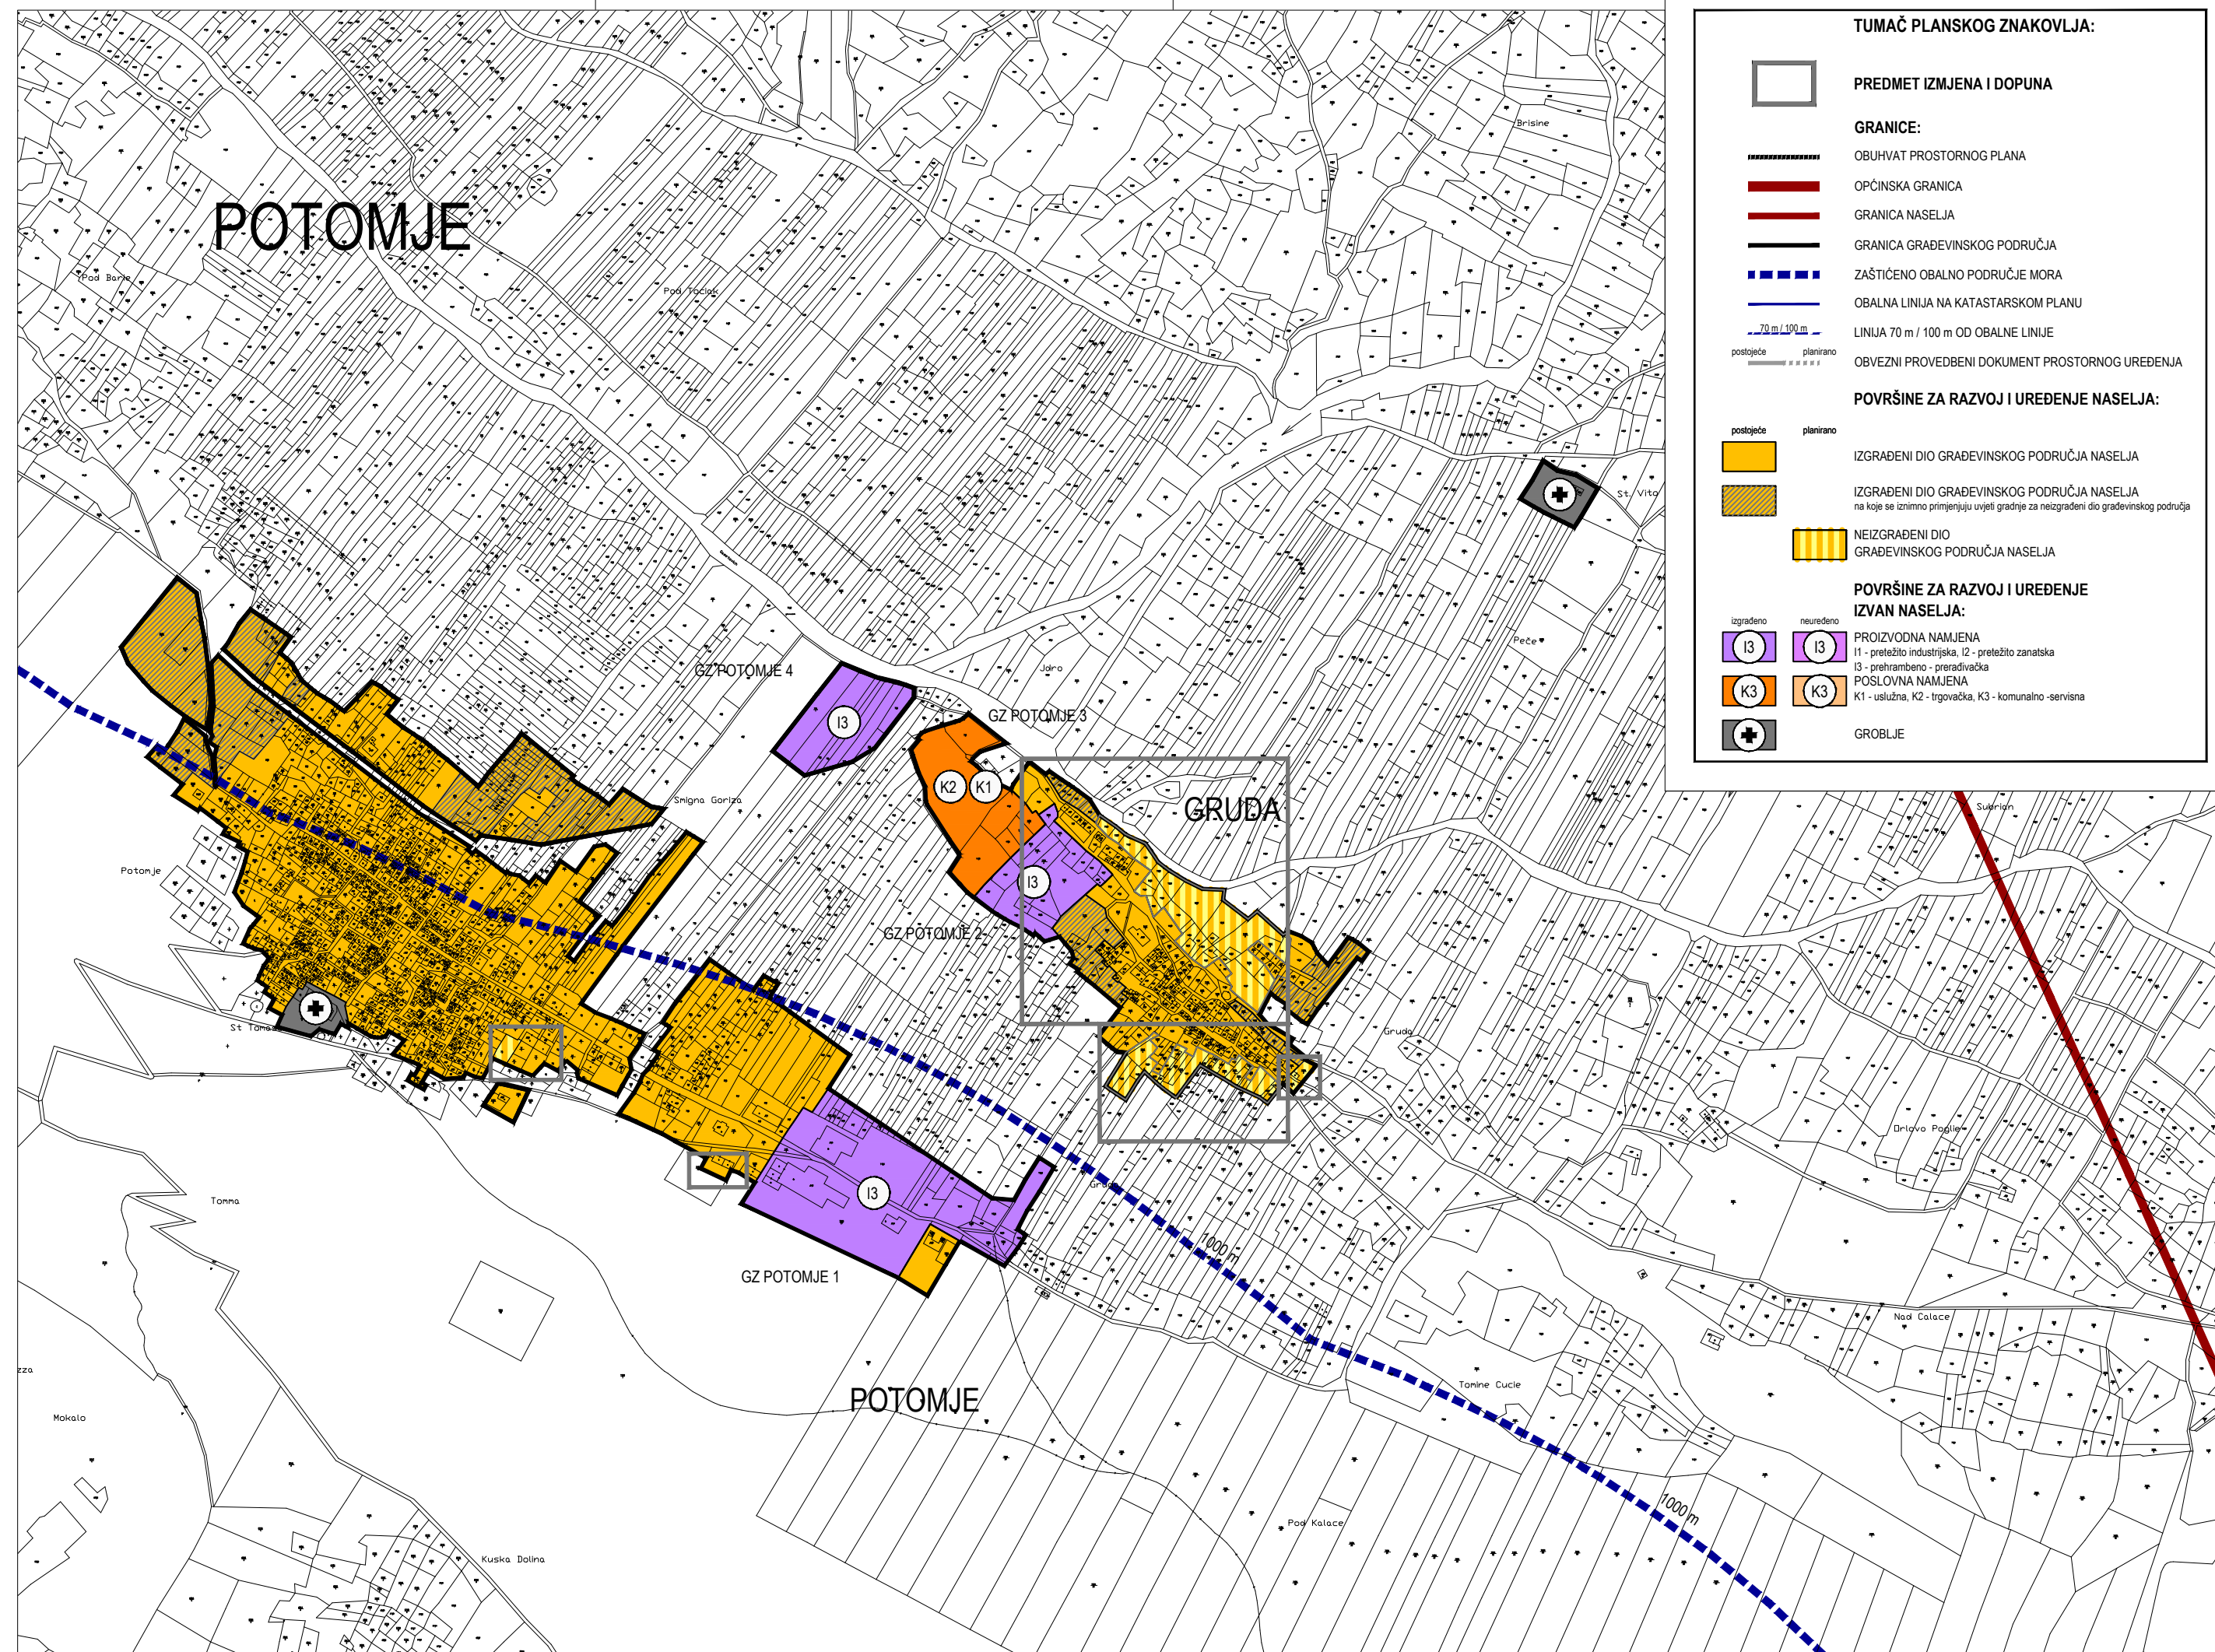 TUMAČ PLANSKOG ZNAKOVLJA:
PREDMET IZMJENA I DOPUNA
GRANICE:
OBUHVAT PROSTORNOG PLANA
OPĆINSKA GRANICA
GRANICA NASELJA
GRANICA GRAĐEVINSKOG PODRUČJA
ZAŠTIĆENO OBALNO PODRUČJE MORA
OBALNA LINIJA NA KATASTARSKOM PLANU
70 m / 100 m LINIJA 70 m / 100 m OD OBALNE LINIJE
postojeće planirano
OBVEZNI PROVEDBENI DOKUMENT PROSTORNOG UREĐENJA
POVRŠINE ZA RAZVOJ I UREĐENJE NASELJA:
postojeće planirano
IZGRAĐENI DIO GRAĐEVINSKOG PODRUČJA NASELJA
IZGRAĐENI DIO GRAĐEVINSKOG PODRUČJA NASELJA
na koje se iznimno primjenjuju uvjeti gradnje za neizgrađeni dio građevinskog područja
NEIZGRAĐENI DIO
GRAĐEVINSKOG PODRUČJA NASELJA
POVRŠINE ZA RAZVOJ I UREĐENJE
IZVAN NASELJA:
izgrađeno neuređeno
I3 I3 PROIZVODNA NAMJENA
I1 - pretežito industrijska, I2 - pretežito zanatska
I3 - prehrambeno - prerađivačka
K3 K3 POSLOVNA NAMJENA
K1 - uslužna, K2 - trgovačka, K3 - komunalno -servisna
GROBLJE
Brisine
POTOMJE
Pod Barje
Pod Toclak
St. Vito
Peče
Jdro
GZ POTOMJE 4
I3
GZ POTOMJE 3
K2 K1
Smigna Goriza
GRUDA
Subrian
Potomje
I3
GZ POTOMJE 2
St Tomas
Gruda
Orlovo Poglie
Gruda
I3
Tomma
1000 m
GZ POTOMJE 1
Nad Calace
zza
Tomine Cucie
POTOMJE
Mokalo
1000 m
Pod Kalace
Kuska Dolina